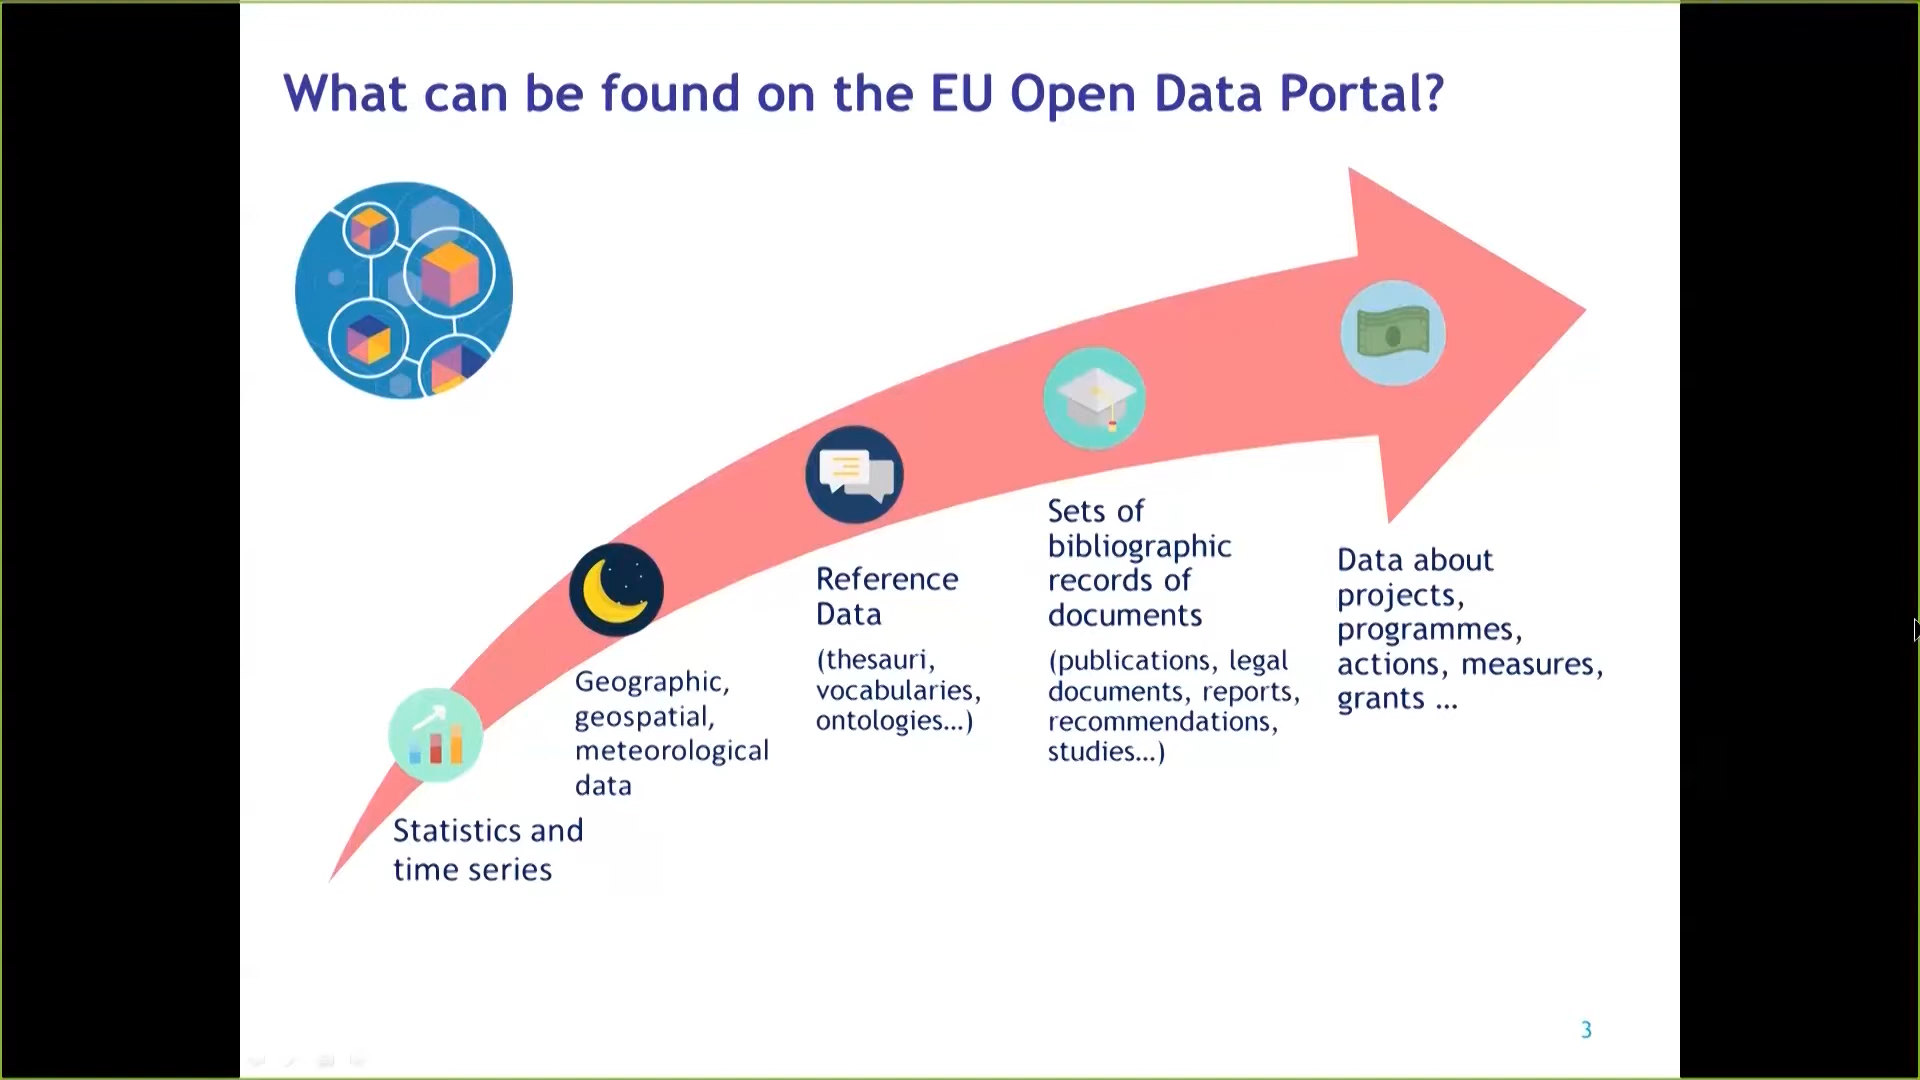 What can be found on the EU Open Data Portal?
Statistics and
time series
Geographic,
geospatial,
meteorological
data
Reference
Data
(thesauri,
vocabularies,
ontologies...)
Sets of
bibliographic
records of
documents
(publications, legal
documents, reports,
recommendations,
studies...)
Data about
projects,
programmes,
actions, measures,
grants ...
3